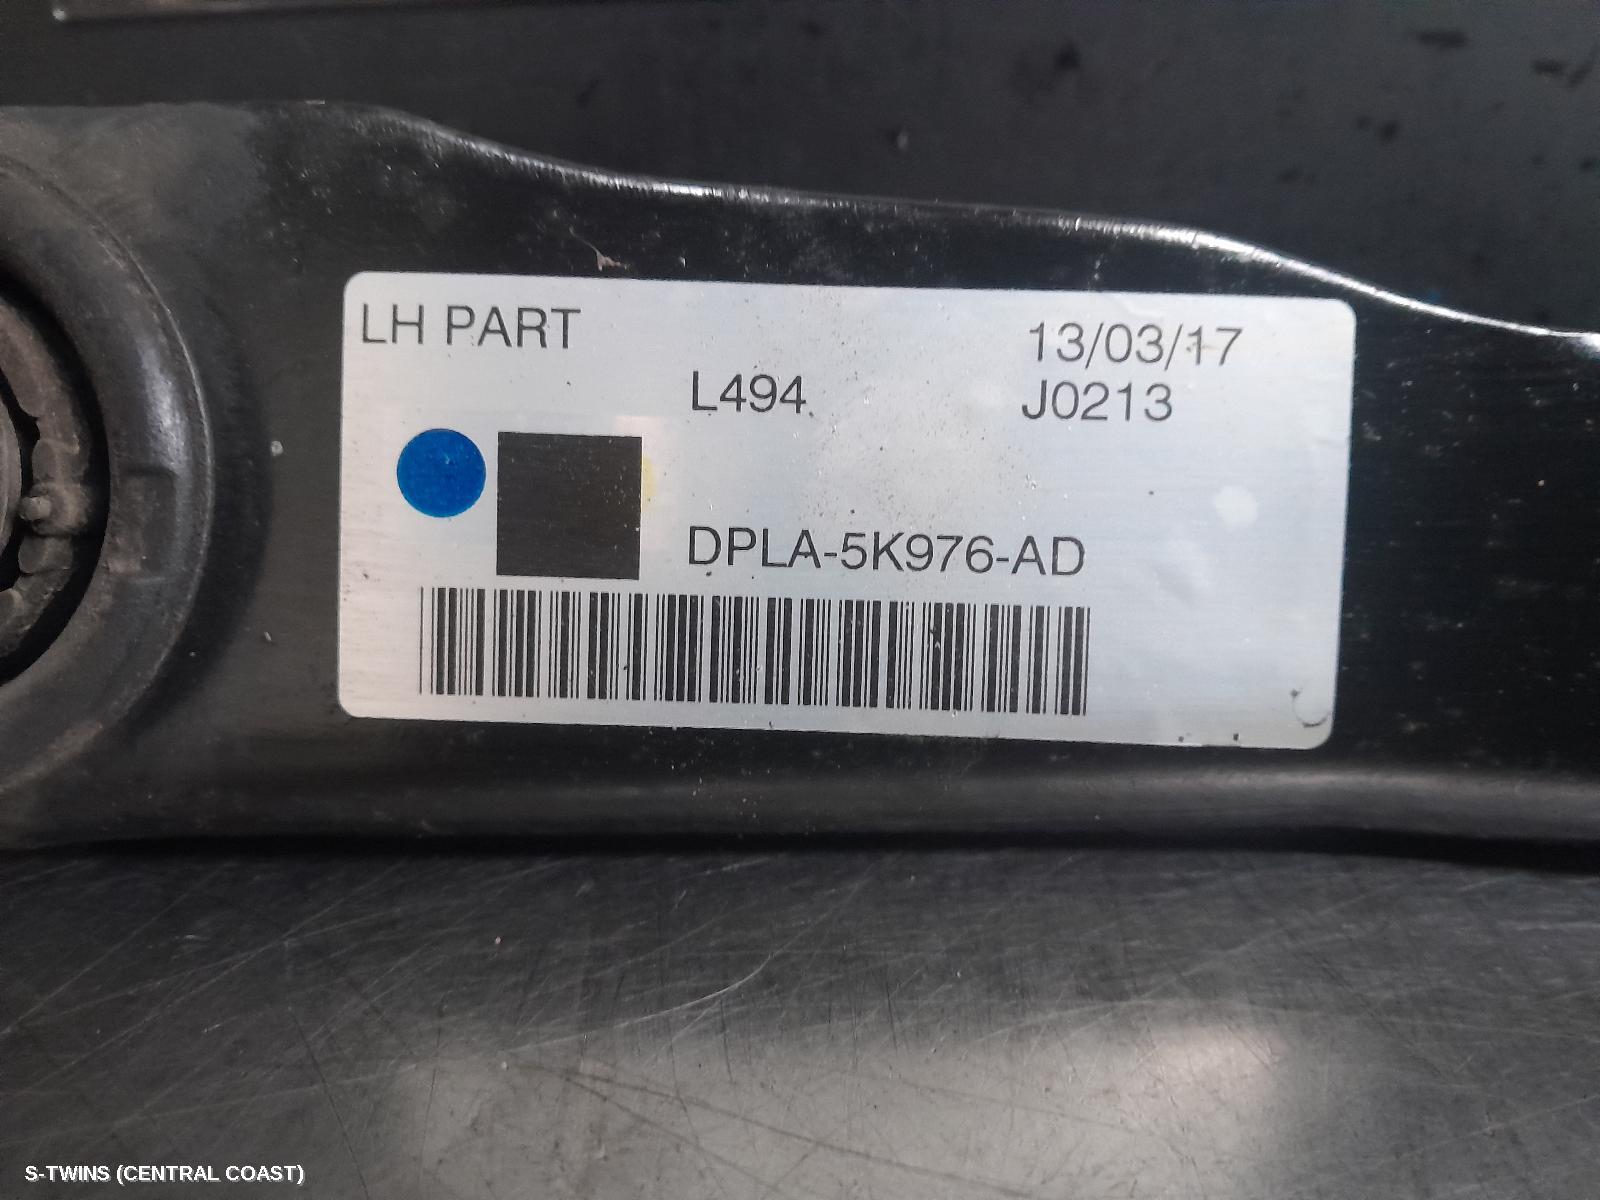 LH PART
13/03/17
L494
J0213
DPLA-5K976-AD
S-TWINS (CENTRAL COAST)